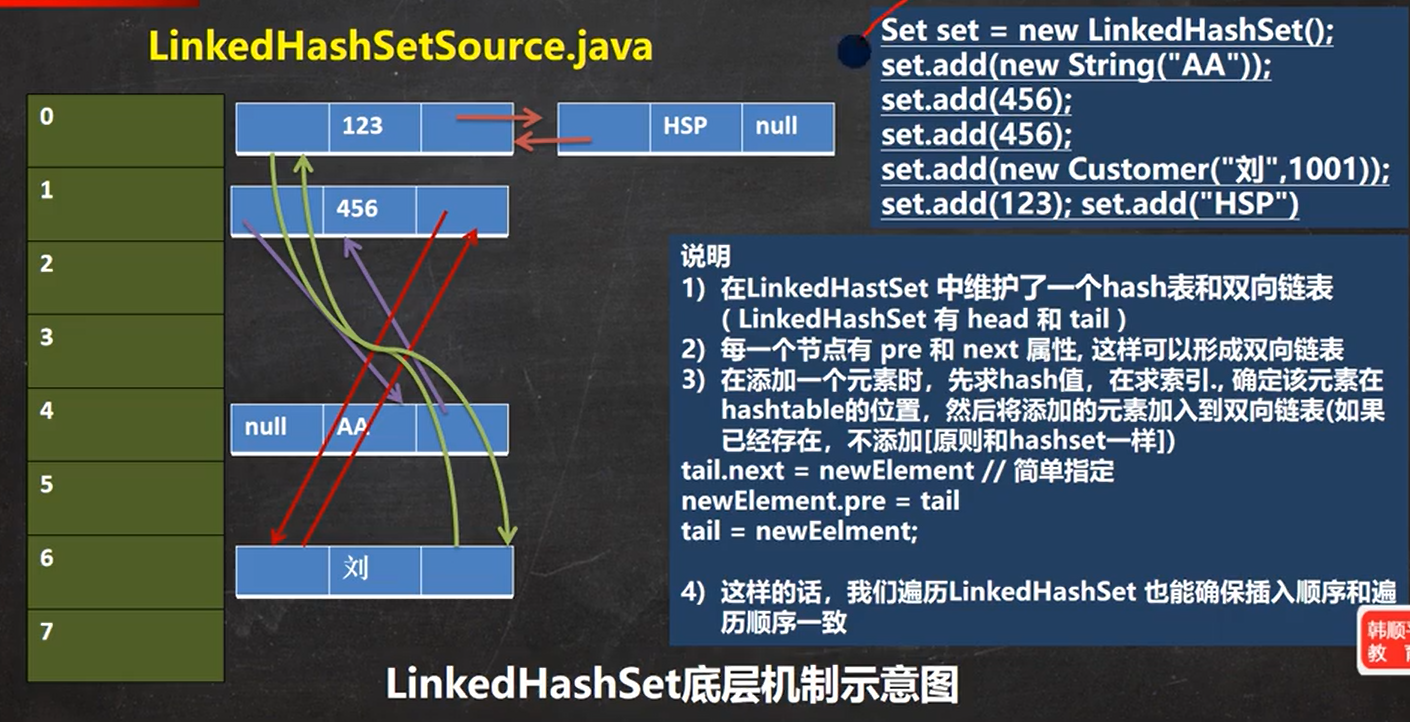 LinkedHashSetSource.java
Set set = new LinkedHashSet();
set.add(new String("AA"));
set.add(456);
set.add(456);
set.add(new Customer("刘",1001));
set.add(123); set.add("HSP")
0
123
HSP
null
1
456
2
3
4
null
AA
5
6
刘
7
说明
1) 在LinkedHastSet 中维护了一个hash表和双向链表
( LinkedHashSet 有 head 和 tail )
2) 每一个节点有 pre 和 next 属性, 这样可以形成双向链表
3) 在添加一个元素时，先求hash值，在求索引., 确定该元素在
hashtable的位置，然后将添加的元素加入到双向链表(如果
已经存在，不添加[原则和hashset一样])
tail.next = newElement // 简单指定
newElement.pre = tail
tail = newEelment;
4) 这样的话，我们遍历LinkedHashSet 也能确保插入顺序和遍
历顺序一致
韩顺
教
LinkedHashSet底层机制示意图